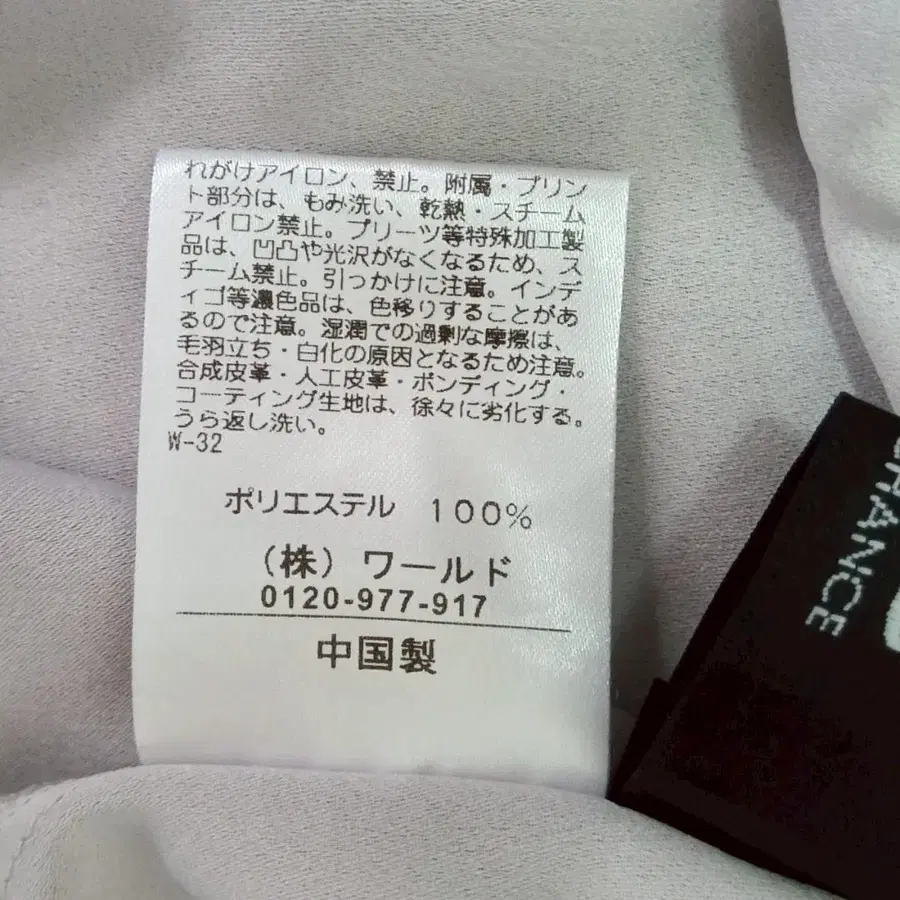 れがけアイロン、禁止。附属・プリン
ト部分は、もみ洗い、乾熱・スチーム
アイロン禁止。プリーツ等特殊加工製
品は、凹凸や光沢がなくなるため、ス
チーム禁止。引っかけに注意。インデ
ィゴ等濃色品は、色移りすることがあ
るので注意。湿潤での過剰な摩擦は、
毛羽立ち・白化の原因となるため注意。
合成皮革・人工皮革・ボンディング・
コーティング生地は、徐々に劣化する。
うら返し洗い。
W-32
ポリエステル 100%
(株) ワールド
0120-977-917
中国製
CHANCE